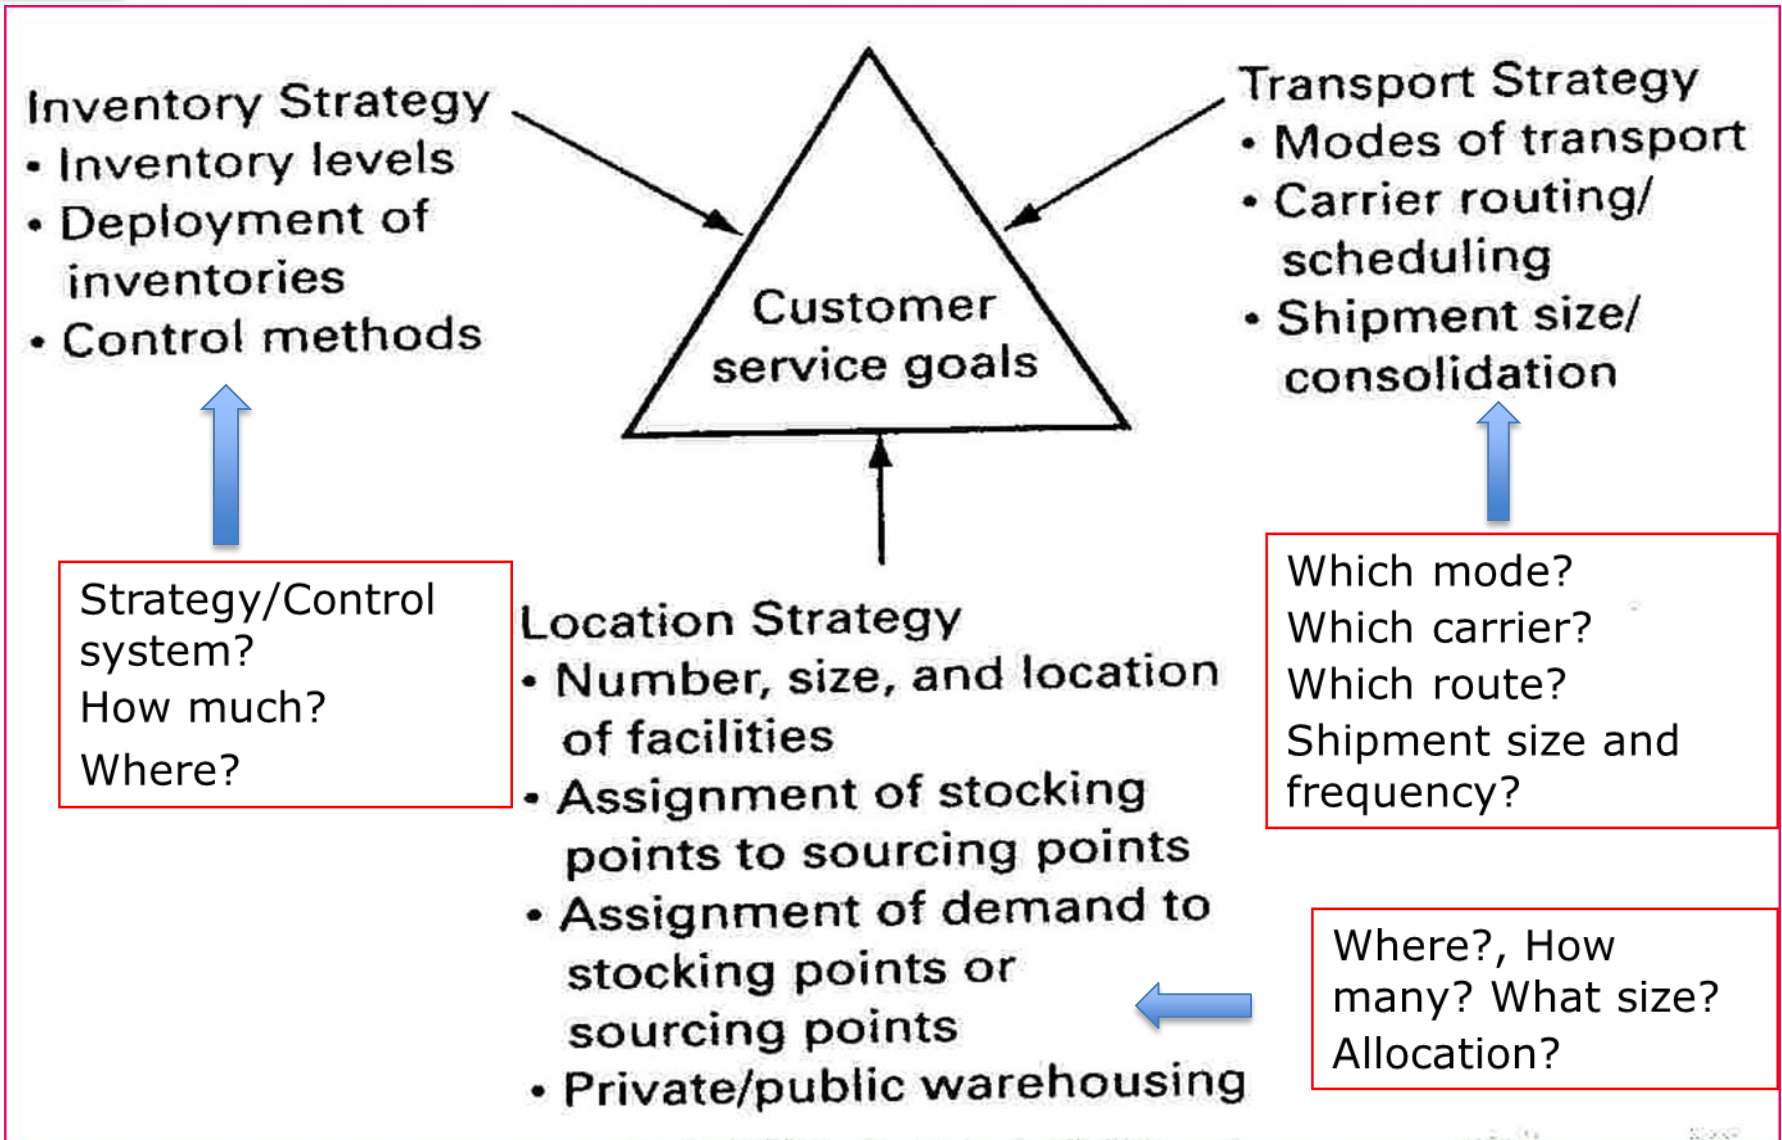 Inventory Strategy
• Inventory levels
• Deployment of
inventories
• Control methods
Customer
service goals
Transport Strategy
• Modes of transport
• Carrier routing/
scheduling
• Shipment size/
consolidation
Strategy/Control
system?
How much?
Where?
Location Strategy
• Number, size, and location
of facilities
• Assignment of stocking
points to sourcing points
• Assignment of demand to
stocking points or
sourcing points
• Private/public warehousing
Which mode?
Which carrier?
Which route?
Shipment size and
frequency?
Where?, How
many? What size?
Allocation?